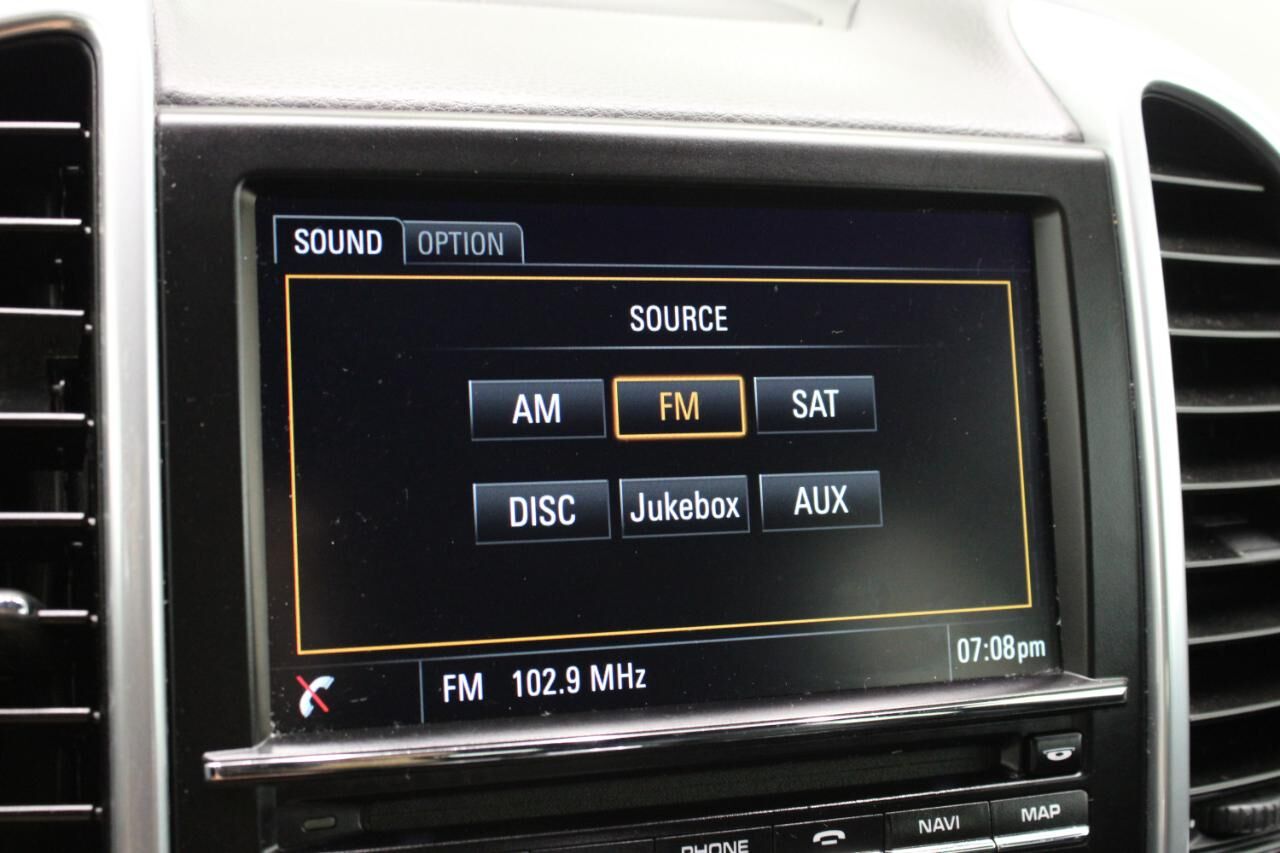 SOUND OPTION
SOURCE
AM FM SAT
DISC Jukebox AUX
FM 102.9 MHz 07:08pm
PHONE NAVI MAP